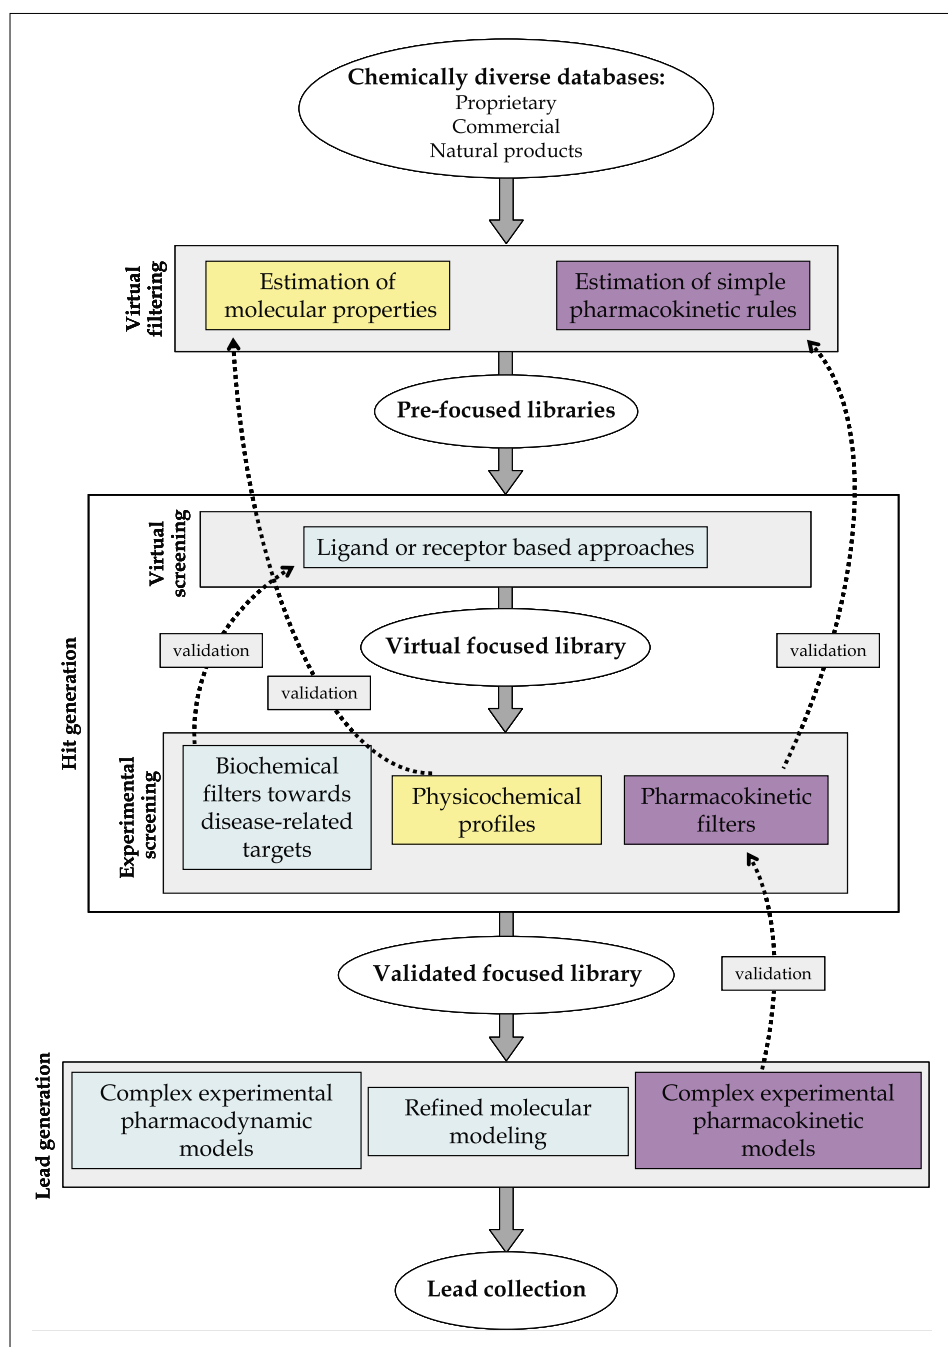 Chemically diverse databases:
Proprietary
Commercial
Natural products
Virtual
filtering
Estimation of
molecular properties
Estimation of simple
pharmacokinetic rules
Pre-focused libraries
Hit generation
Virtual
screening
Ligand or receptor based approaches
validation
Virtual focused library
validation
validation
Experimental
screening
Biochemical
filters towards
disease-related
targets
Physicochemical
profiles
Pharmacokinetic
filters
Validated focused library
validation
Lead generation
Complex experimental
pharmacodynamic
models
Refined molecular
modeling
Complex experimental
pharmacokinetic
models
Lead collection